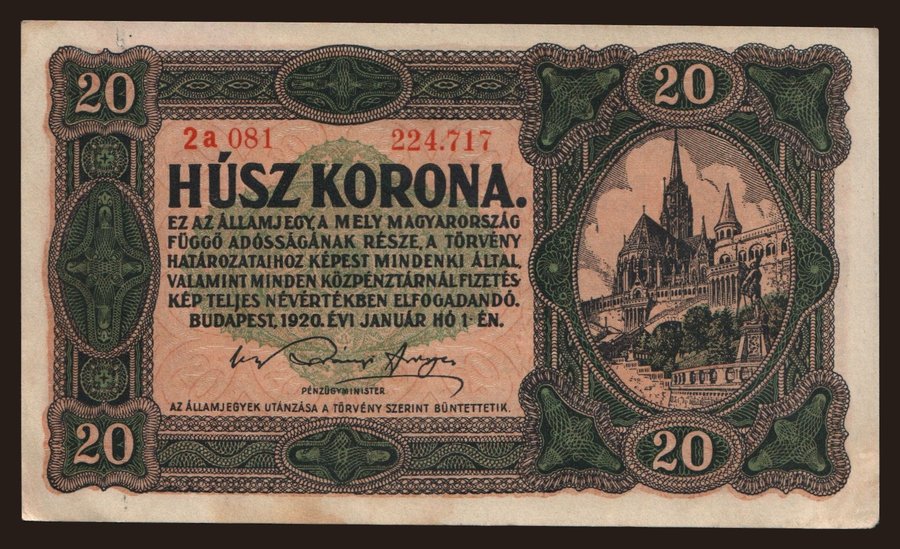 20
20
2a 081
224.717
HÚSZ KORONA.
EZ AZ ÁLLAMJEGY, A MELY MAGYARORSZÁG
FÜGGŐ ADÓSSÁGÁNAK RÉSZE, A TÖRVÉNY
HATÁROZATAIHOZ KÉPEST MINDENKI ÁLTAL,
VALAMINT MINDEN KÖZPÉNZTÁRNÁL FIZETÉS-
KÉP TELJES NÉVÉRTÉKBEN ELFOGADANDÓ.
BUDAPEST, 1920. ÉVI JANUÁR HÓ 1-ÉN.
PÉNZÜGYMINISTER
AZ ÁLLAMJEGYEK UTÁNZÁSA A TÖRVÉNY SZERINT BÜNTETTETIK.
20
20